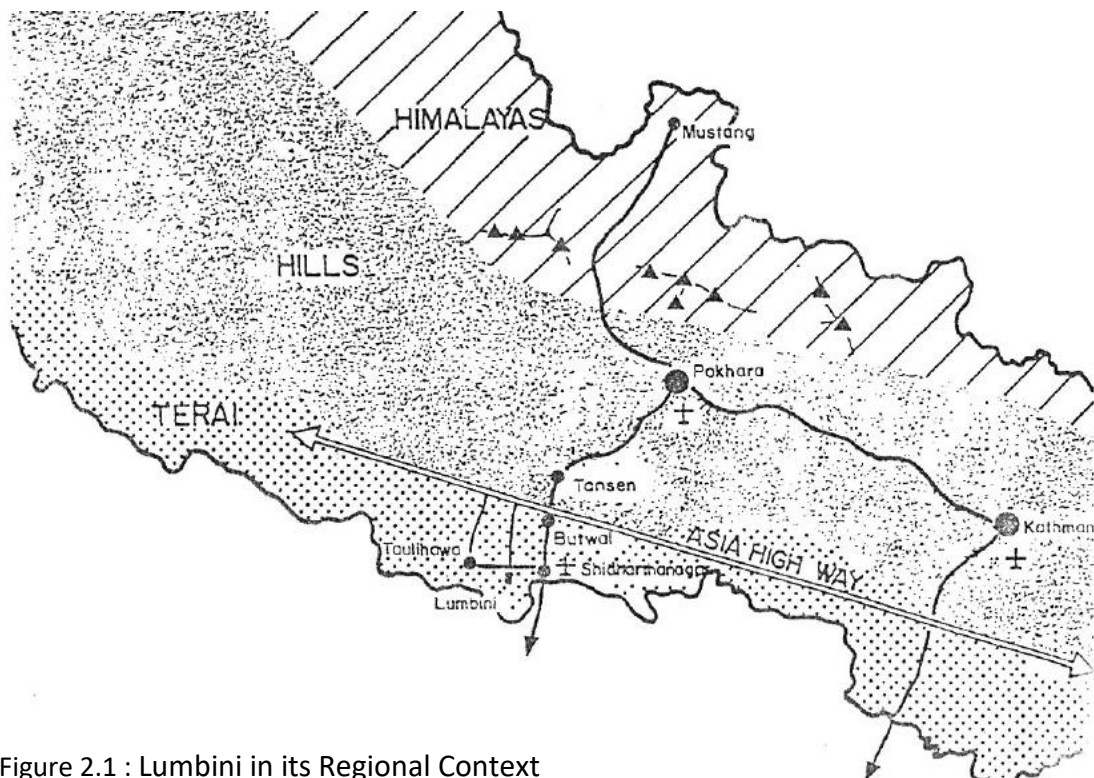 HIMALAYAS
Mustang
HILLS
Pokhara
TERAI
Tansen
Kathman
Butwal
ASIA HIGH WAY
Taulihawa
Shidharthanagar
Lumbini
Figure 2.1 : Lumbini in its Regional Context